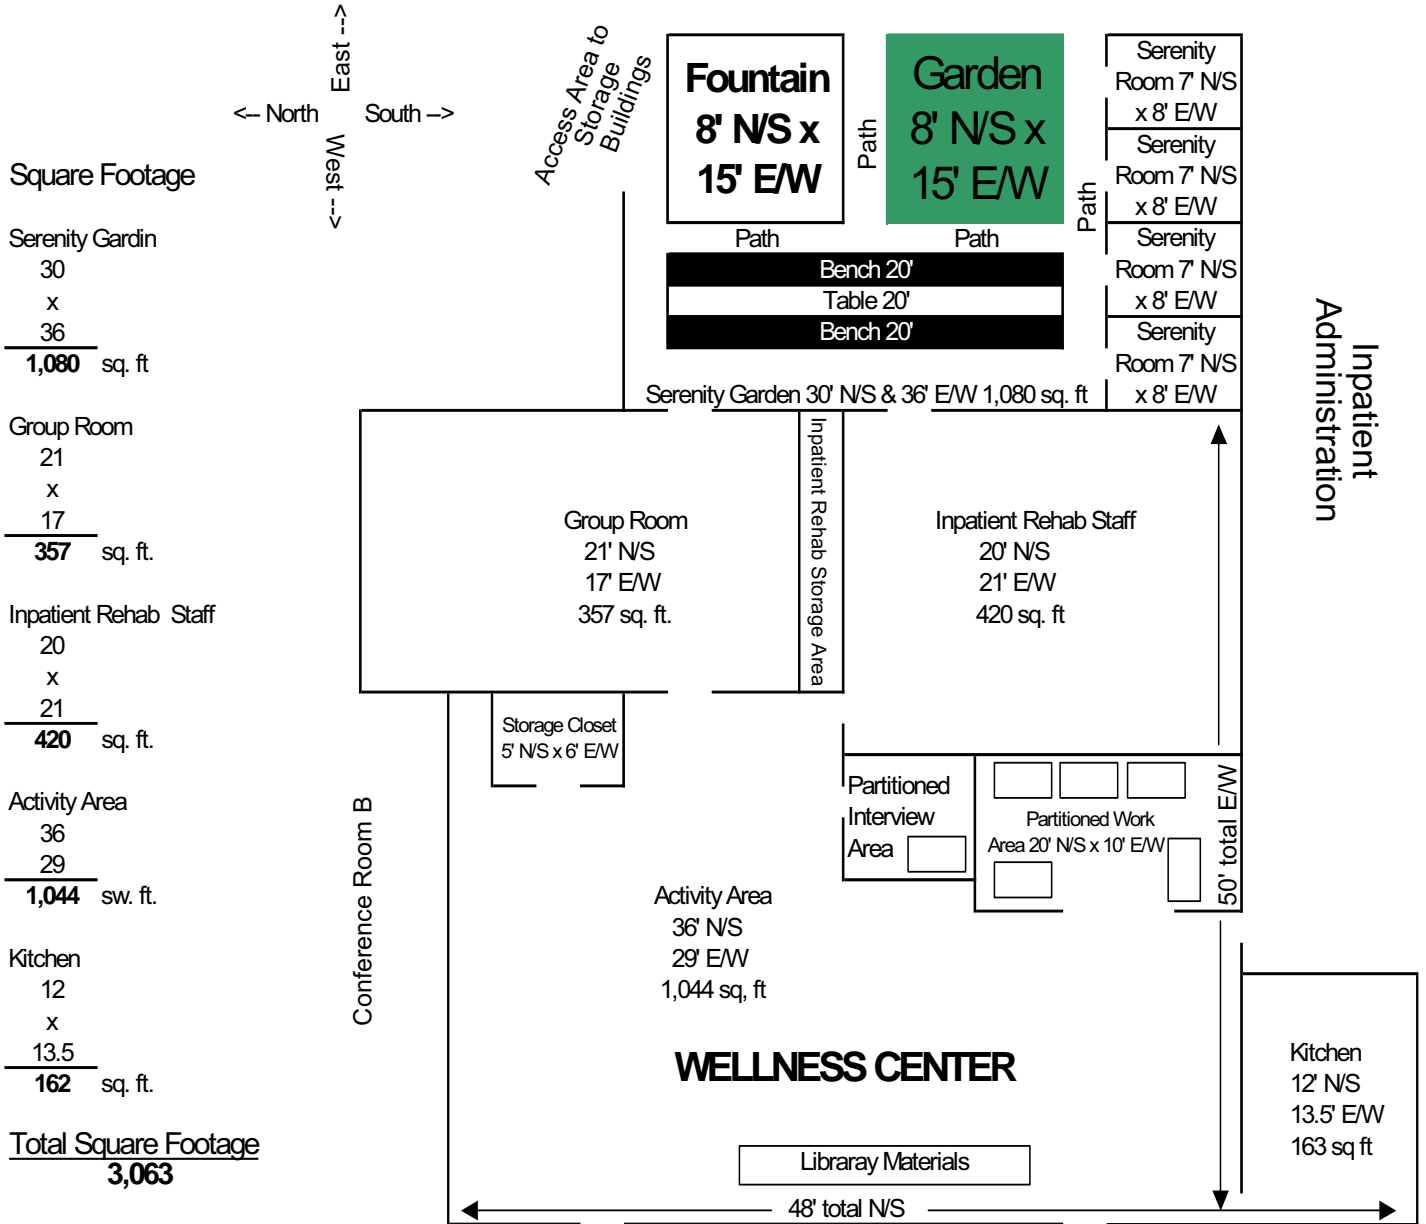 East -->
<-- North
South -->
West -->
Square Footage
Serenity Gardin
30
x
36
1,080 sq. ft
Group Room
21
x
17
357 sq. ft.
Inpatient Rehab Staff
20
x
21
420 sq. ft.
Activity Area
36
29
1,044 sw. ft.
Kitchen
12
x
13.5
162 sq. ft.
Total Square Footage
3,063
Access Area to
Storage
Buildings
Fountain
8' N/S x
15' E/W
Path
Garden
8' N/S x
15' E/W
Path
Serenity
Room 7' N/S
x 8' E/W
Serenity
Room 7' N/S
x 8' E/W
Serenity
Room 7' N/S
x 8' E/W
Serenity
Room 7' N/S
x 8' E/W
Path
Path
Bench 20'
Table 20'
Bench 20'
Serenity Garden 30' N/S & 36' E/W 1,080 sq. ft
Inpatient
Administration
Group Room
21' N/S
17' E/W
357 sq. ft.
Inpatient Rehab Storage Area
Inpatient Rehab Staff
20' N/S
21' E/W
420 sq. ft
Storage Closet
5' N/S x 6' E/W
Partitioned
Interview
Area
Partitioned Work
Area 20' N/S x 10' E/W
50' total E/W
Conference Room B
Activity Area
36' N/S
29' E/W
1,044 sq, ft
WELLNESS CENTER
Kitchen
12' N/S
13.5' E/W
163 sq ft
Libraray Materials
48' total N/S